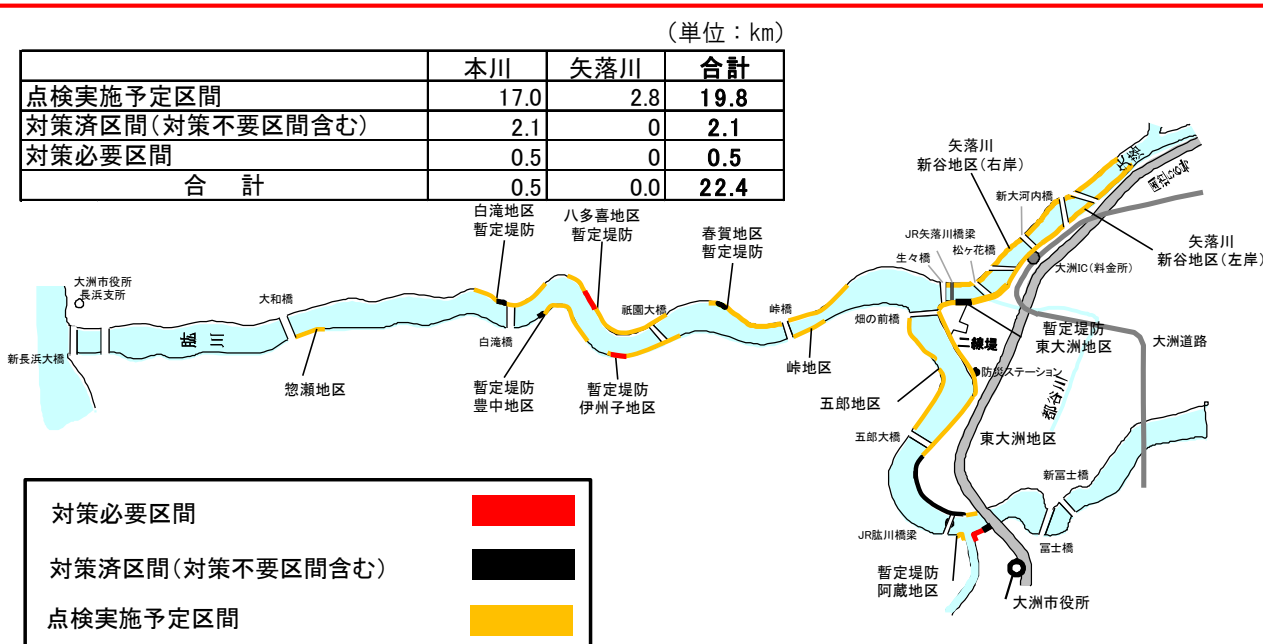 (単位：km)
本川 矢落川 合計
点検実施予定区間 17.0 2.8 19.8
対策済区間(対策不要区間含む) 2.1 0 2.1
対策必要区間 0.5 0 0.5
合 計 0.5 0.0 22.4
矢落川
新谷地区(右岸)
矢落
新大河内橋
JR矢落川橋梁
松ヶ花橋
生々橋
大洲IC(料金所)
矢落川
新谷地区(左岸)
白滝地区
暫定堤防
八多喜地区
暫定堤防
春賀地区
暫定堤防
大洲市役所
長浜支所
大和橋
祇園大橋
峠橋
畑の前橋
二線堤
暫定堤防
東大洲地区
大洲道路
新長浜大橋
肱川
惣瀬地区
白滝橋
暫定堤防
豊中地区
暫定堤防
伊州子地区
峠地区
防災ステーション
都谷川
五郎地区
五郎大橋
東大洲地区
新冨士橋
冨士橋
JR肱川橋梁
暫定堤防
阿蔵地区
大洲市役所
対策必要区間
対策済区間(対策不要区間含む)
点検実施予定区間